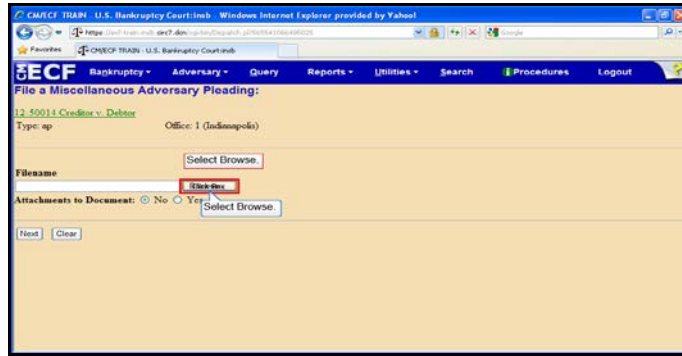 CM/ECF TRAIN - U.S. Bankruptcy Court:insb - Windows Internet Explorer provided by Yahoo!
Google
Favorites CM/ECF TRAIN - U.S. Bankruptcy Court:insb
ECF Bankruptcy Adversary Query Reports Utilities Search Procedures Logout
File a Miscellaneous Adversary Pleading:
12-50014 Creditor v. Debtor
Type: ap Office: 1 (Indianapolis)
Select Browse.
Filename
Attachments to Document: No Yes
Select Browse.
Next Clear